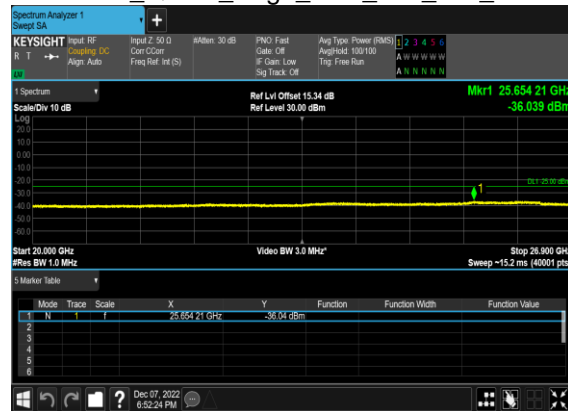 Spectrum Analyzer 1
Swept SA
+
KEYSIGHT Input: RF Input Z: 50 Ω #Atten: 30 dB PNO: Fast Avg Type: Power (RMS) 1 2 3 4 5 6
R T Coupling: DC Corr CCorr Gate: Off Avg|Hold: 100/100 A W W W W W
Align: Auto Freq Ref: Int (S) IF Gain: Low Trig: Free Run
LXI Sig Track: Off A N N N N N
1 Spectrum Ref Lvl Offset 15.34 dB Mkr1 25.654 21 GHz
Scale/Div 10 dB Ref Level 30.00 dBm -36.039 dBm
Log
20.0
10.0
0.00
-10.0
-20.0
DL1 -25.00 dBm
1
-30.0
-40.0
-50.0
-60.0
Start 20.000 GHz Video BW 3.0 MHz* Stop 26.900 GHz
#Res BW 1.0 MHz Sweep ~15.2 ms (40001 pts)
5 Marker Table
Mode Trace Scale X Y Function Function Width Function Value
1 N 1 f 25.654 21 GHz -36.04 dBm
2
3
4
5
6
? Dec 07, 2022
6:52:24 PM